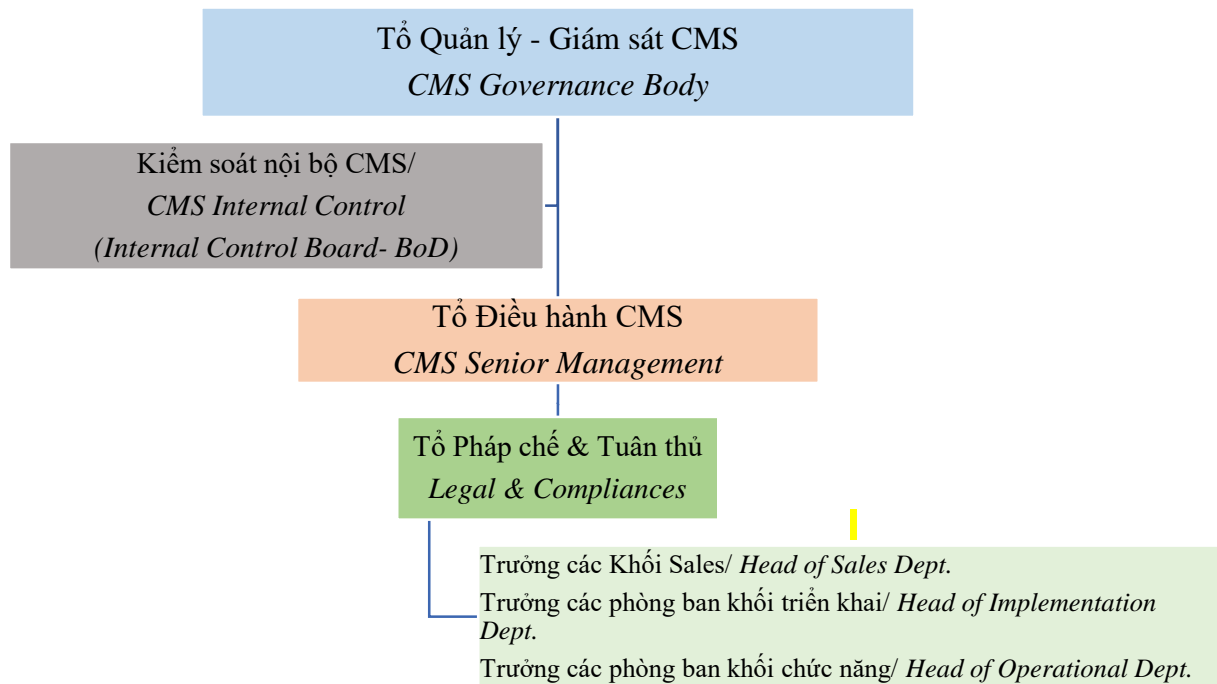 Tổ Quản lý - Giám sát CMS
CMS Governance Body
Kiểm soát nội bộ CMS/
CMS Internal Control
(Internal Control Board- BoD)
Tổ Điều hành CMS
CMS Senior Management
Tổ Pháp chế & Tuân thủ
Legal & Compliances
Trưởng các Khối Sales/ Head of Sales Dept.
Trưởng các phòng ban khối triển khai/ Head of Implementation
Dept.
Trưởng các phòng ban khối chức năng/ Head of Operational Dept.